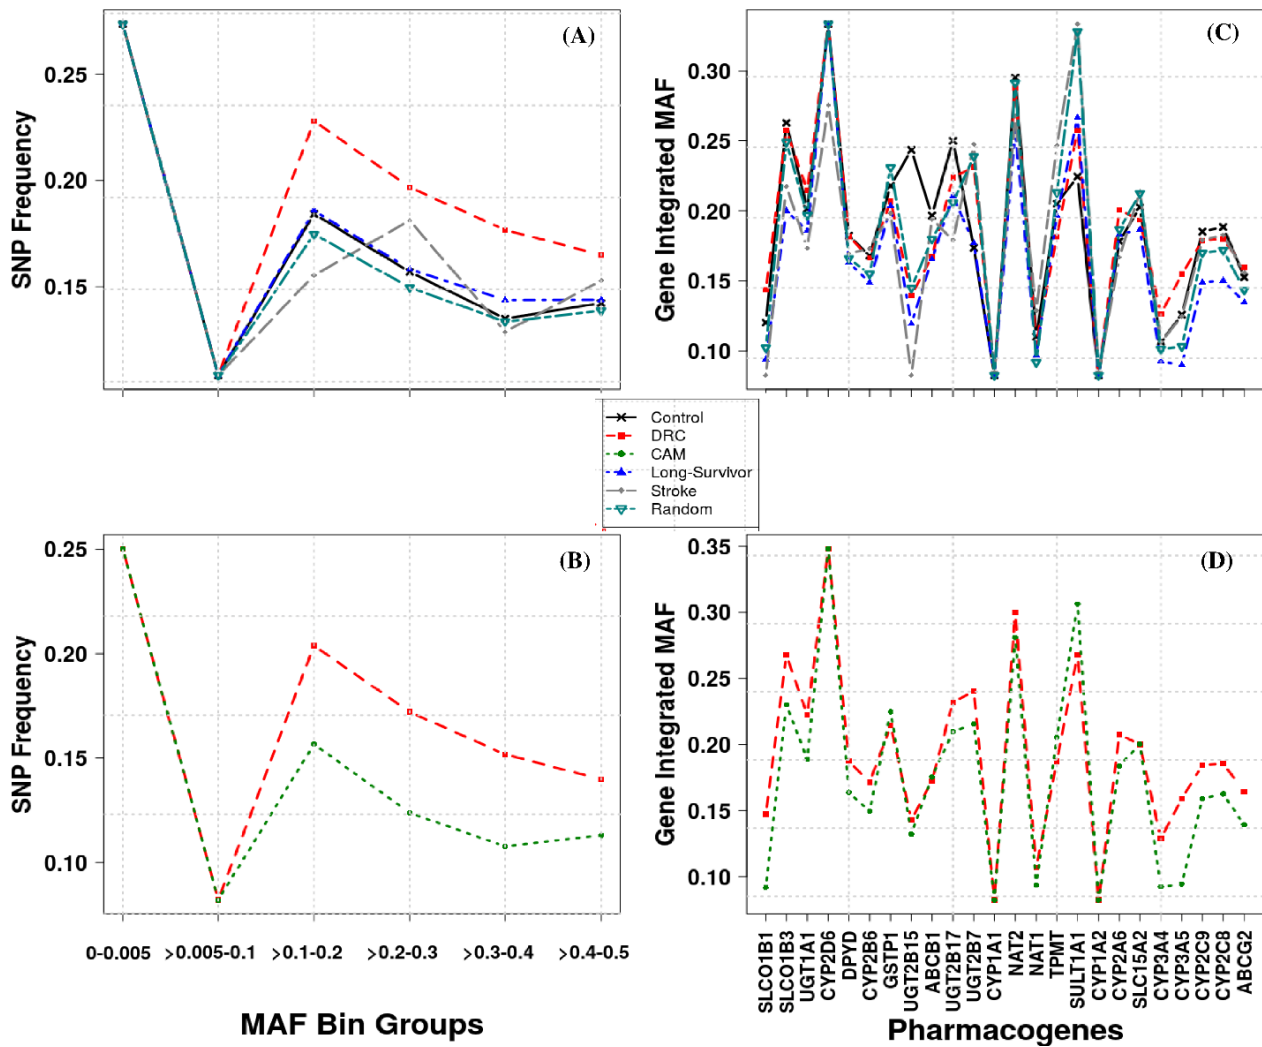 (A)
SNP Frequency
0.25
0.20
0.15
(C)
Gene Integrated MAF
0.30
0.25
0.20
0.15
0.10
Control
DRC
CAM
Long-Survivor
Stroke
Random
(B)
SNP Frequency
0.25
0.20
0.15
0.10
0-0.005
>0.005-0.1
>0.1-0.2
>0.2-0.3
>0.3-0.4
>0.4-0.5
MAF Bin Groups
(D)
Gene Integrated MAF
0.35
0.30
0.25
0.20
0.15
0.10
SLCO1B1
SLCO1B3
UGT1A1
CYP2D6
DPYD
CYP2B6
GSTP1
UGT2B15
ABCB1
UGT2B17
UGT2B7
CYP1A1
NAT2
NAT1
TPMT
SULT1A1
CYP1A2
CYP2A6
SLC15A2
CYP3A4
CYP3A5
CYP2C9
CYP2C8
ABCG2
Pharmacogenes